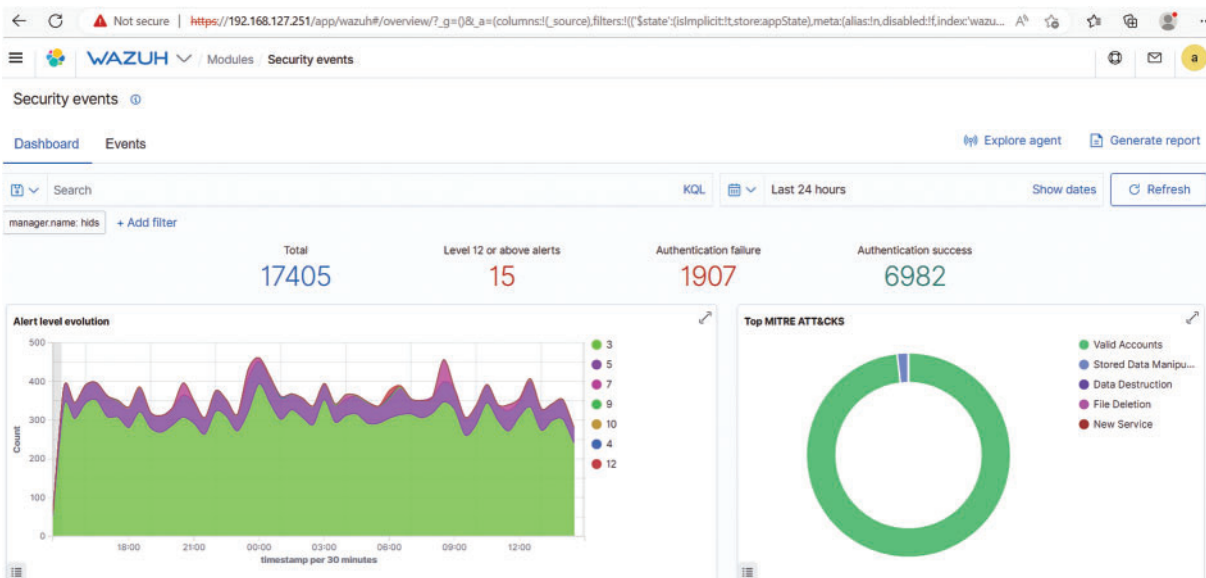 Not secure | https://192.168.127.251/app/wazuh#/overview/?_g=()&_a=(columns:!(_source),filters:!(('$state':(isImplicit:!t,store:appState),meta:(alias:!n,disabled:!f,index:'wazu...
WAZUH / Modules Security events a
Security events
Dashboard Events Explore agent Generate report
Search KQL Last 24 hours Show dates Refresh
manager.name: hids + Add filter
Total Level 12 or above alerts Authentication failure Authentication success
17405 15 1907 6982
Alert level evolution
500
400
300
200
100
0
Count
18:00 21:00 00:00 03:00 06:00 09:00 12:00
timestamp per 30 minutes
3
5
7
9
10
4
12
Top MITRE ATT&CKS
Valid Accounts
Stored Data Manipu...
Data Destruction
File Deletion
New Service